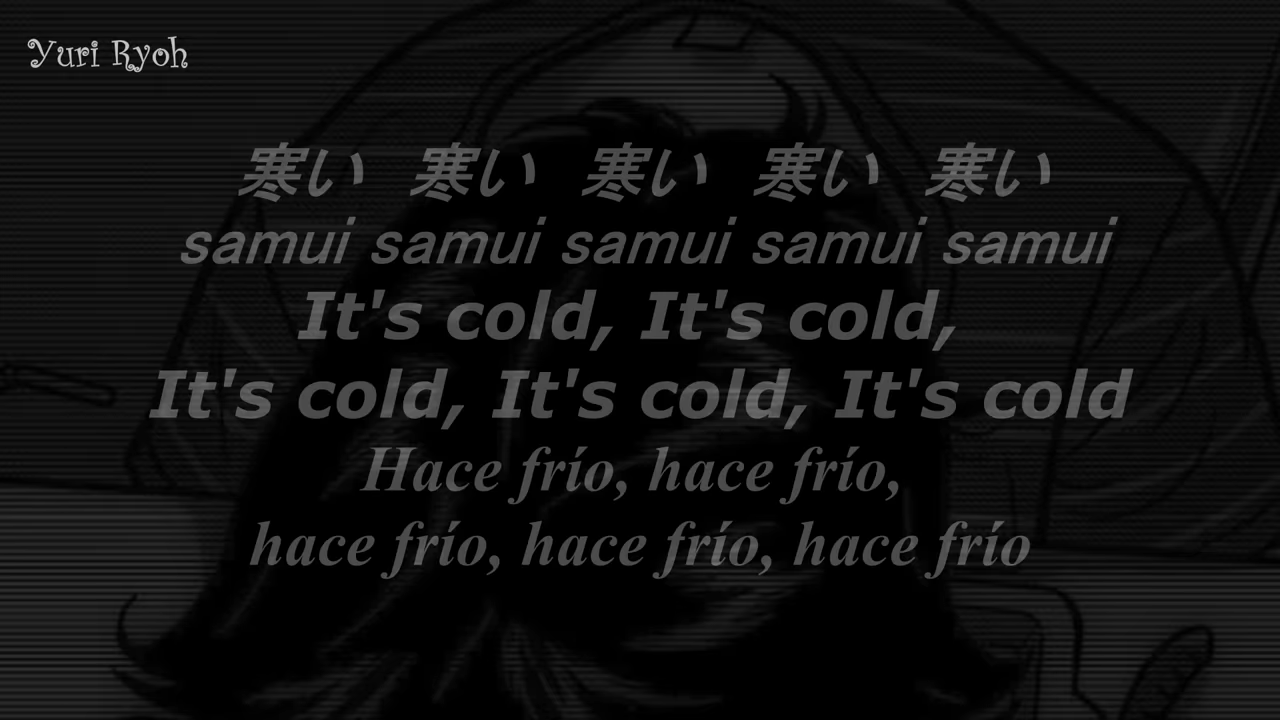 Yuri Ryoh
寒い 寒い 寒い 寒い 寒い
samui samui samui samui samui
It's cold, It's cold,
It's cold, It's cold, It's cold
Hace frío, hace frío,
hace frío, hace frío, hace frío